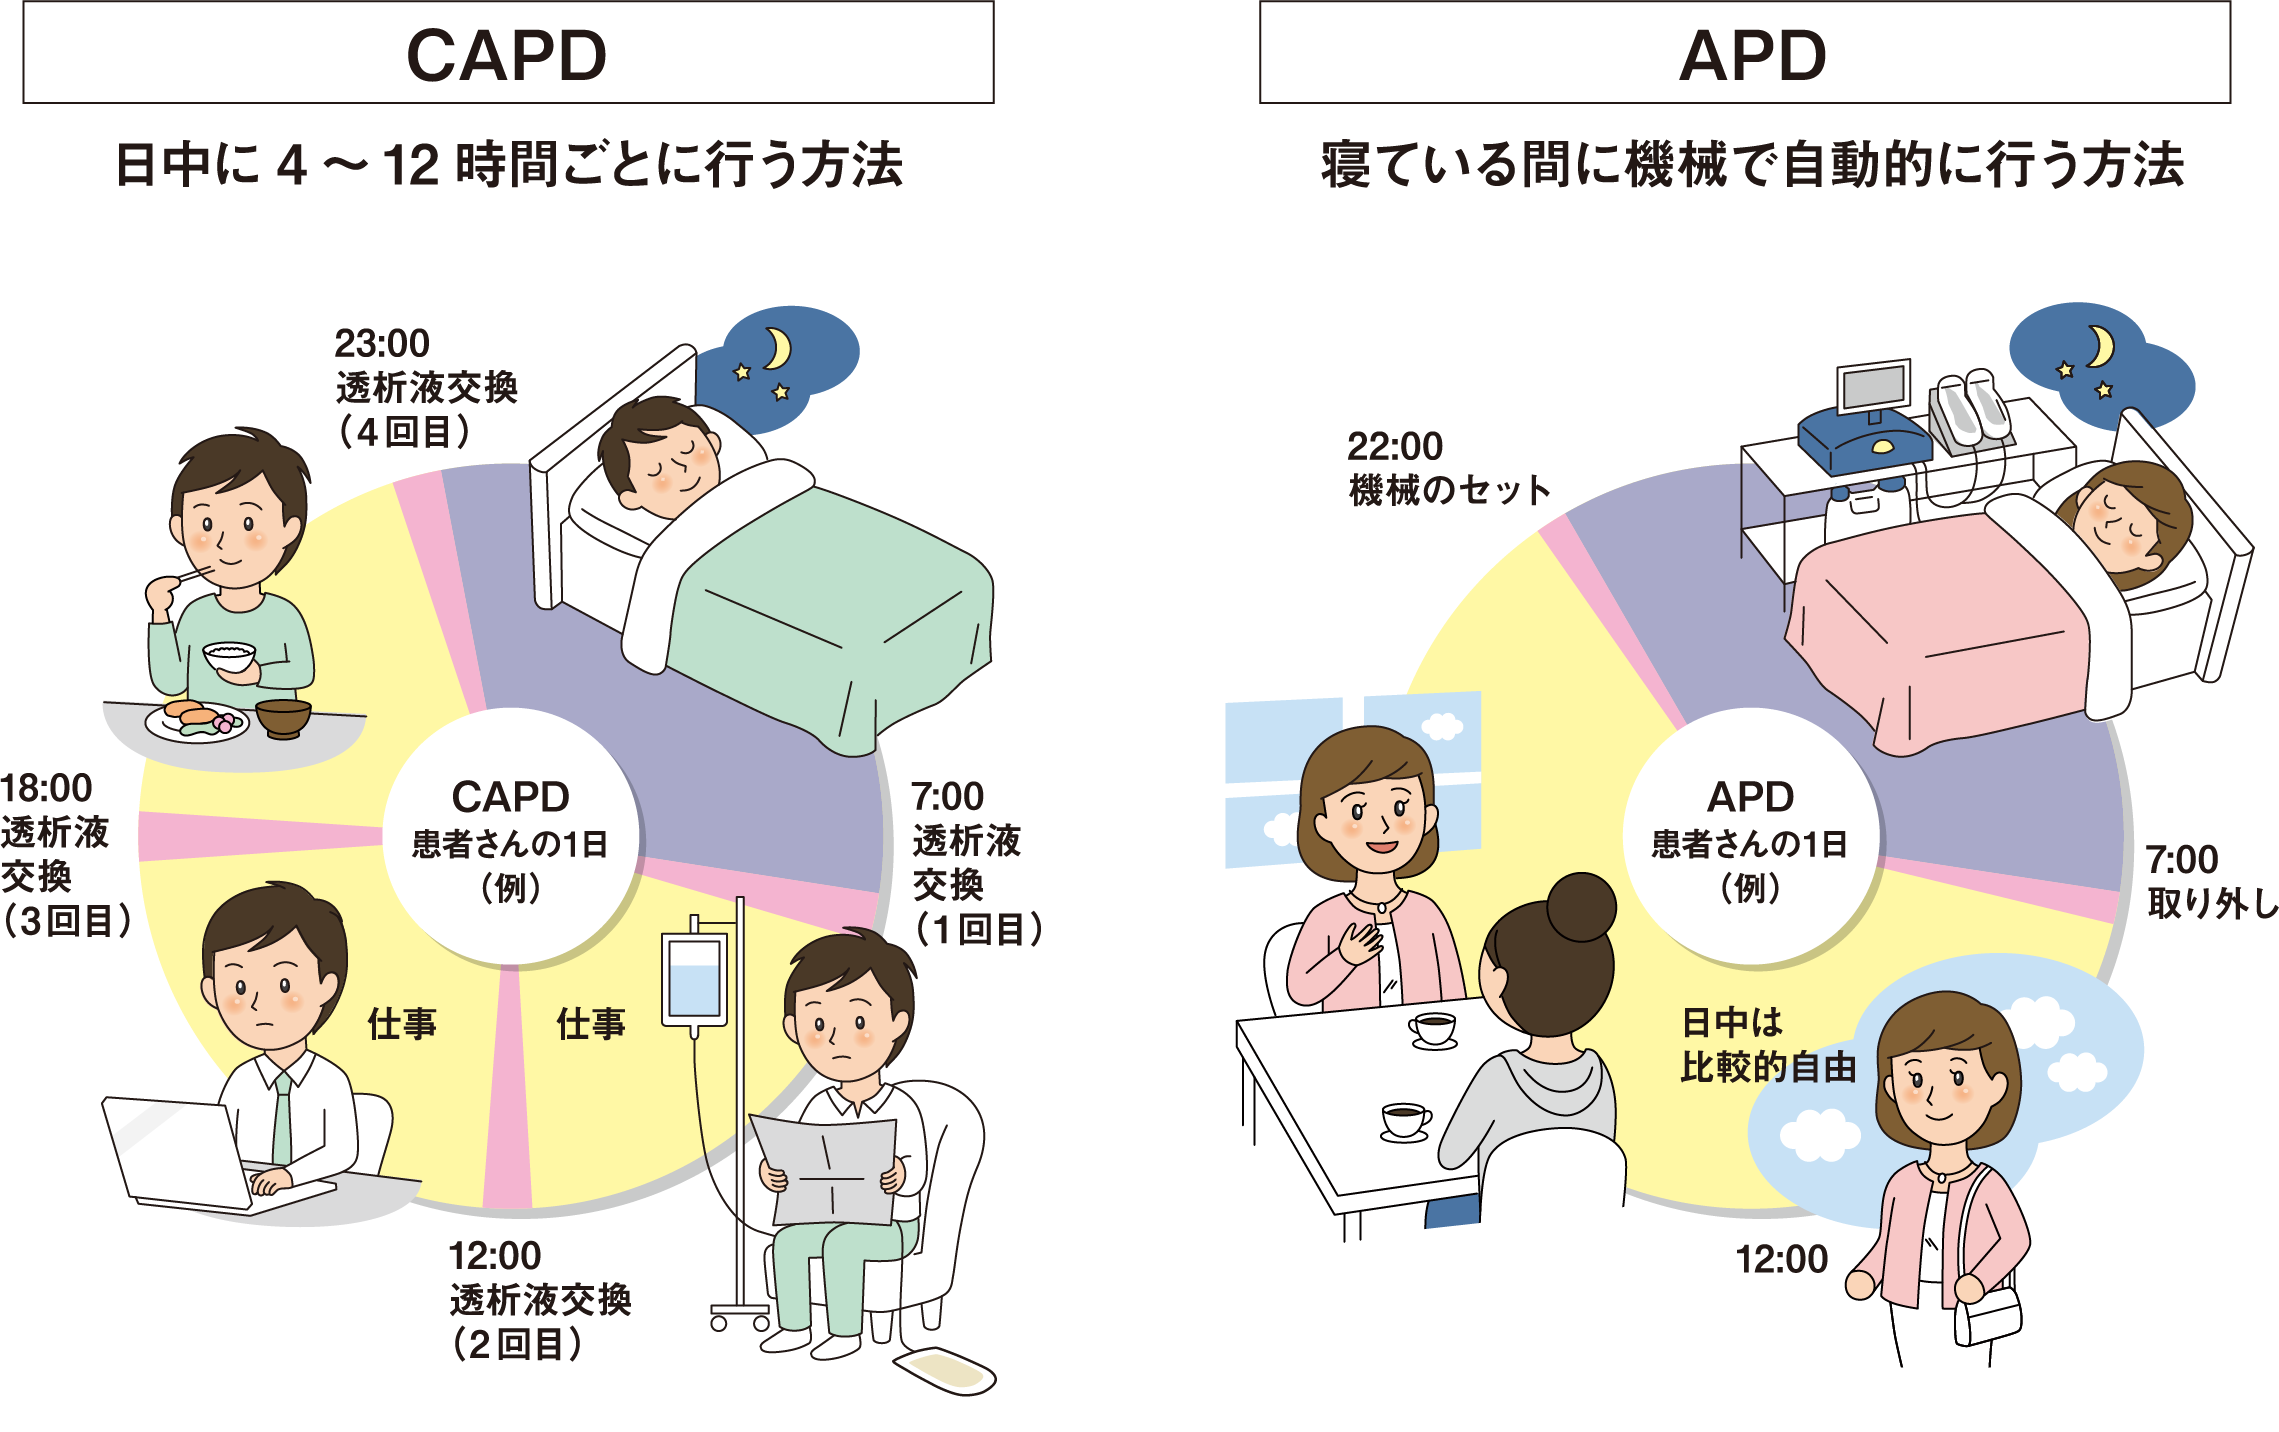 CAPD
日中に 4 〜 12 時間ごとに行う方法
23:00
透析液交換
（4回目）
18:00
透析液
交換
（3回目）
CAPD
患者さんの1日
（例）
7:00
透析液
交換
（1回目）
仕事
仕事
12:00
透析液交換
（2回目）
APD
寝ている間に機械で自動的に行う方法
22:00
機械のセット
APD
患者さんの1日
（例）
7:00
取り外し
日中は
比較的自由
12:00